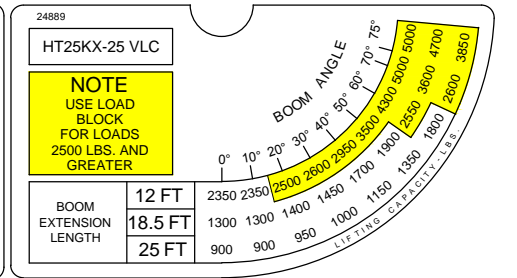 24889
HT25KX-25 VLC
NOTE
USE LOAD
BLOCK
FOR LOADS
2500 LBS. AND
GREATER
BOOM ANGLE
0° 10° 20° 30° 40° 50° 60° 70° 75°
BOOM
EXTENSION
LENGTH
12 FT 2350 2350 2500 2600 2950 3500 4300 5000 5000
18.5 FT 1300 1300 1400 1450 1700 1900 2550 3600 4700
25 FT 900 900 950 1000 1150 1350 1800 2600 3850
LIFTING CAPACITY - LBS.